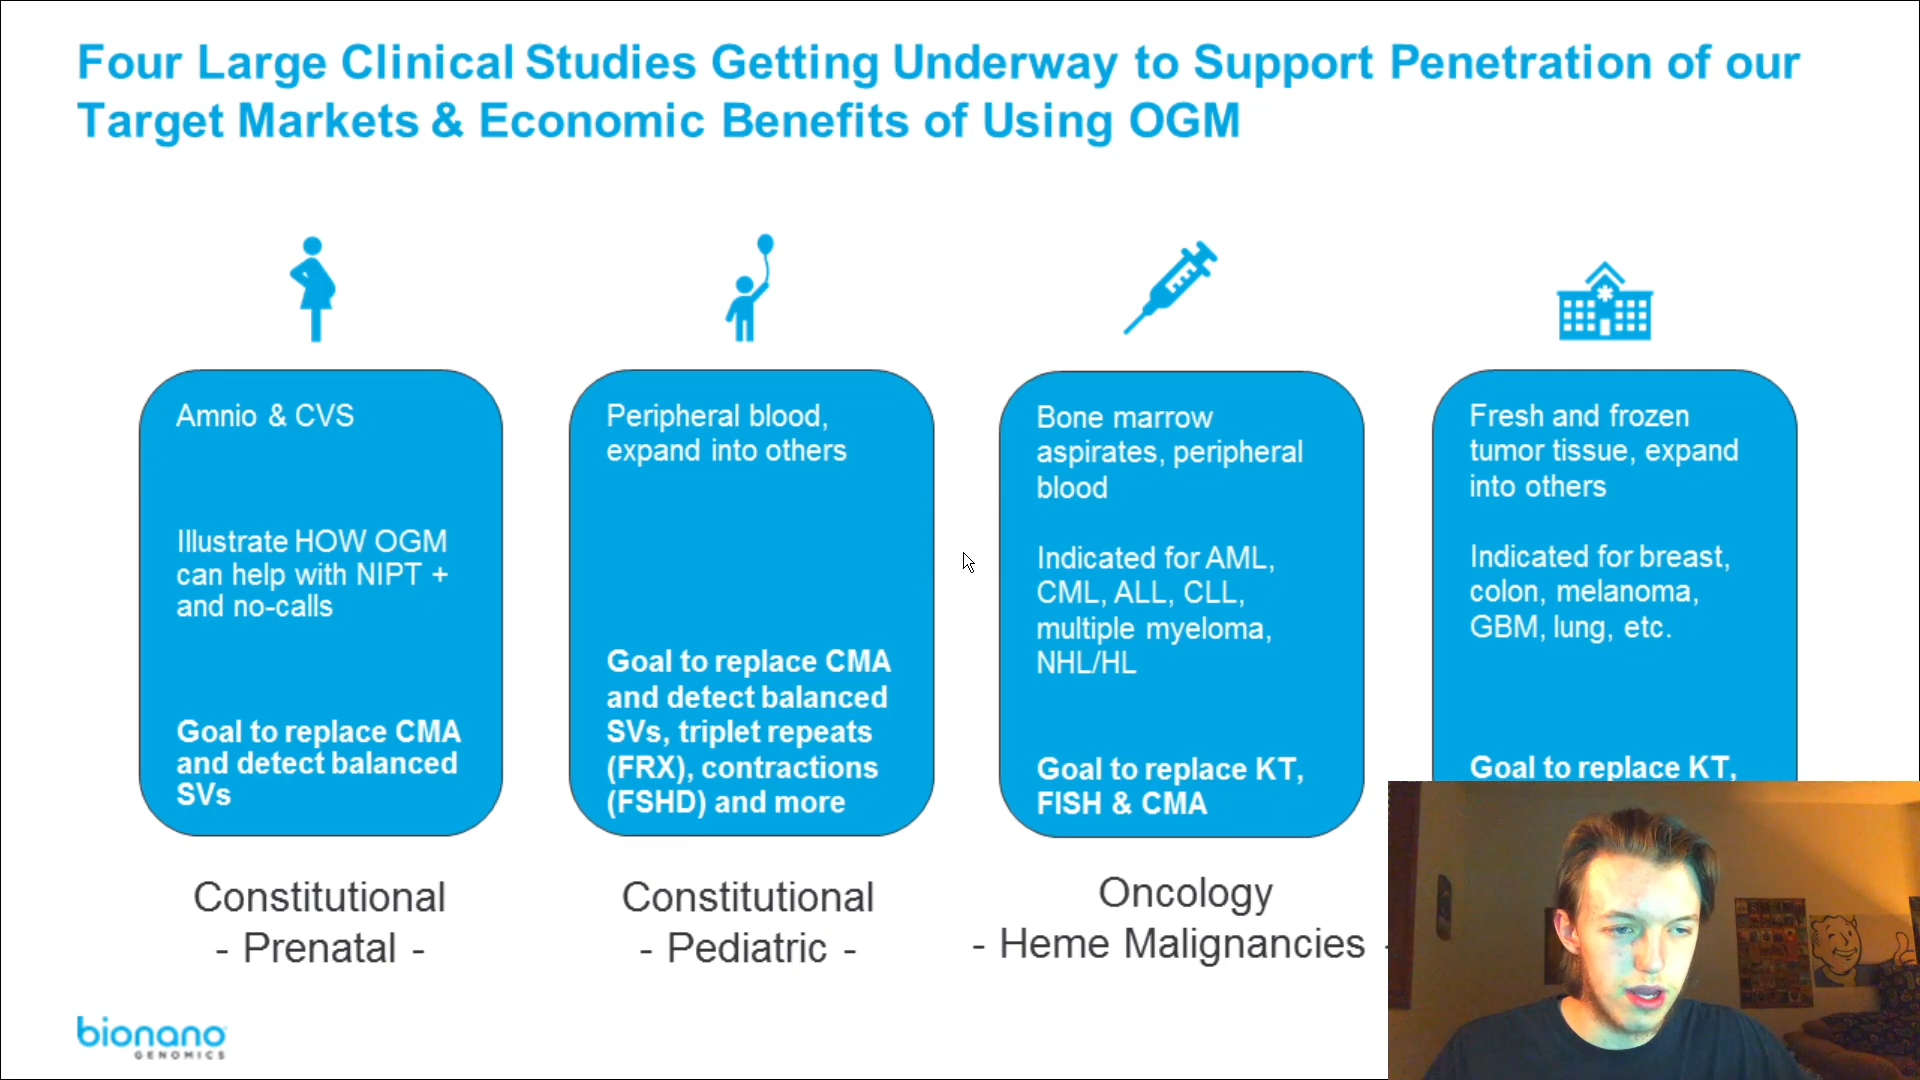 Four Large Clinical Studies Getting Underway to Support Penetration of our
Target Markets & Economic Benefits of Using OGM
Amnio & CVS
Illustrate HOW OGM
can help with NIPT +
and no-calls
Goal to replace CMA
and detect balanced
SVs
Constitutional
- Prenatal -
Peripheral blood,
expand into others
Goal to replace CMA
and detect balanced
SVs, triplet repeats
(FRX), contractions
(FSHD) and more
Constitutional
- Pediatric -
Bone marrow
aspirates, peripheral
blood
Indicated for AML,
CML, ALL, CLL,
multiple myeloma,
NHL/HL
Goal to replace KT,
FISH & CMA
Oncology
- Heme Malignancies -
Fresh and frozen
tumor tissue, expand
into others
Indicated for breast,
colon, melanoma,
GBM, lung, etc.
Goal to replace KT,
bionano
GENOMICS